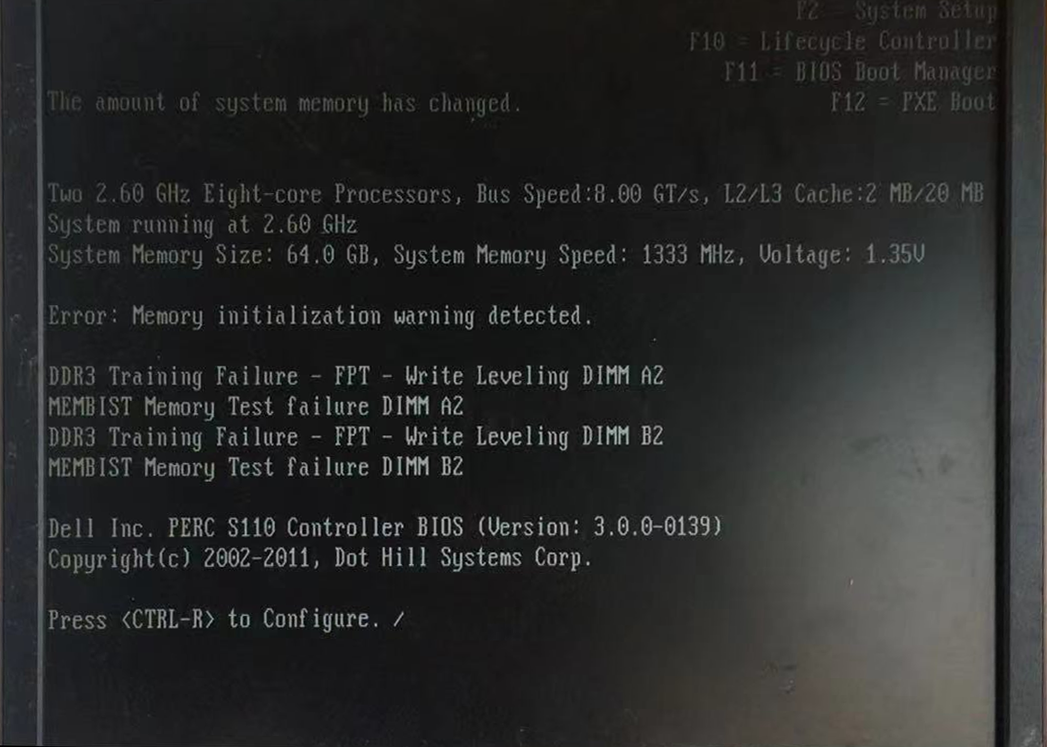 F2 = System Setup
F10 = Lifecycle Controller
F11 = BIOS Boot Manager
F12 = PXE Boot
The amount of system memory has changed.
Two 2.60 GHz Eight-core Processors, Bus Speed:8.00 GT/s, L2/L3 Cache:2 MB/20 MB
System running at 2.60 GHz
System Memory Size: 64.0 GB, System Memory Speed: 1333 MHz, Voltage: 1.35V
Error: Memory initialization warning detected.
DDR3 Training Failure - FPT - Write Leveling DIMM A2
MEMBIST Memory Test failure DIMM A2
DDR3 Training Failure - FPT - Write Leveling DIMM B2
MEMBIST Memory Test failure DIMM B2
Dell Inc. PERC S110 Controller BIOS (Version: 3.0.0-0139)
Copyright(c) 2002-2011, Dot Hill Systems Corp.
Press <CTRL-R> to Configure. /